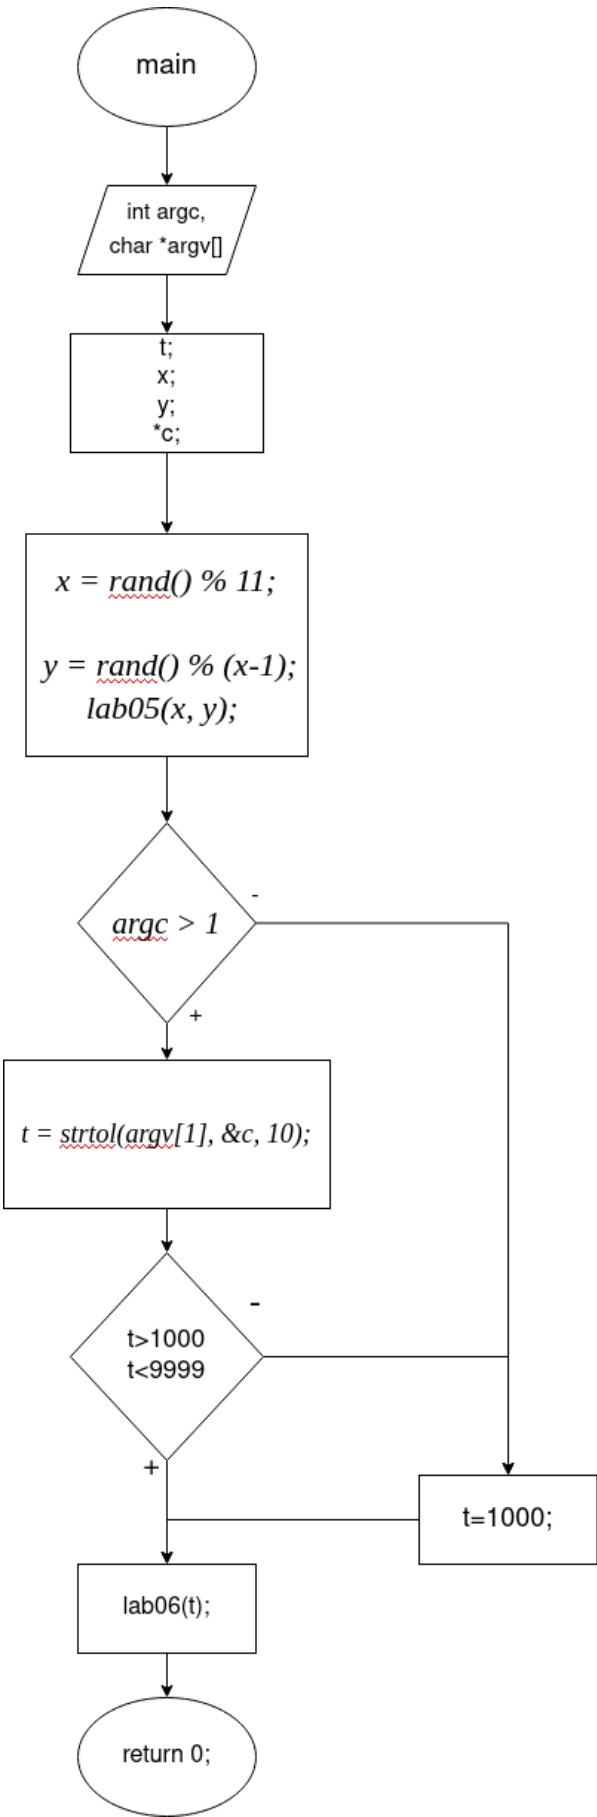 main
int argc,
char *argv[]
t;
x;
y;
*c;
x = rand() % 11;
y = rand() % (x-1);
lab05(x, y);
-
argc > 1
+
t = strtol(argv[1], &c, 10);
-
t>1000
t<9999
+
t=1000;
lab06(t);
return 0;